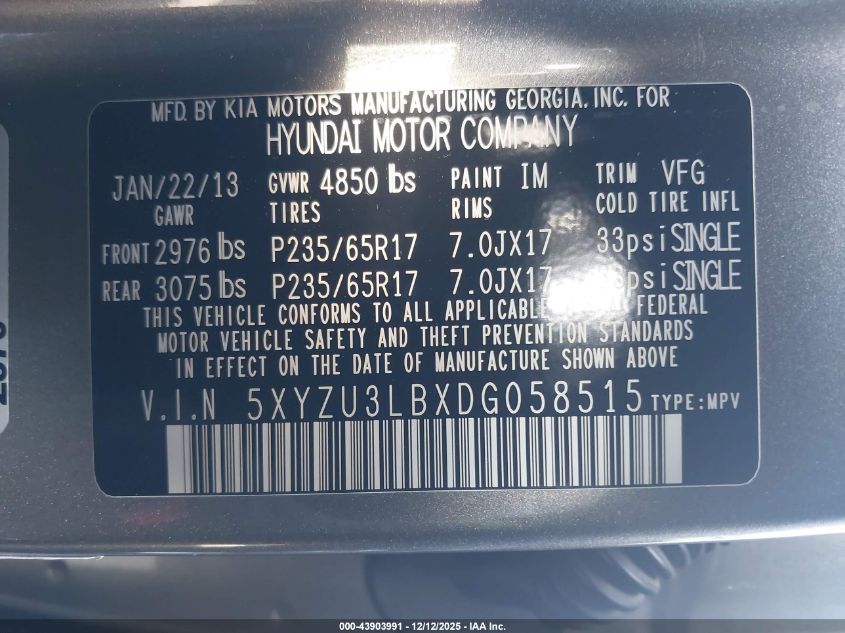 MFD. BY KIA MOTORS MANUFACTURING GEORGIA, INC. FOR
HYUNDAI MOTOR COMPANY
JAN/22/13 GVWR 4850 lbs PAINT IM TRIM VFG
GAWR TIRES RIMS COLD TIRE INFL
FRONT 2976 lbs P235/65R17 7.0JX17 33psi SINGLE
REAR 3075 lbs P235/65R17 7.0JX17 psi SINGLE
THIS VEHICLE CONFORMS TO ALL APPLICABLE FEDERAL
MOTOR VEHICLE SAFETY AND THEFT PREVENTION STANDARDS
IN EFFECT ON THE DATE OF MANUFACTURE SHOWN ABOVE
V.I.N 5XYZU3LBXDG058515 TYPE:MPV
000-43903991 - 12/12/2025 - IAA Inc.